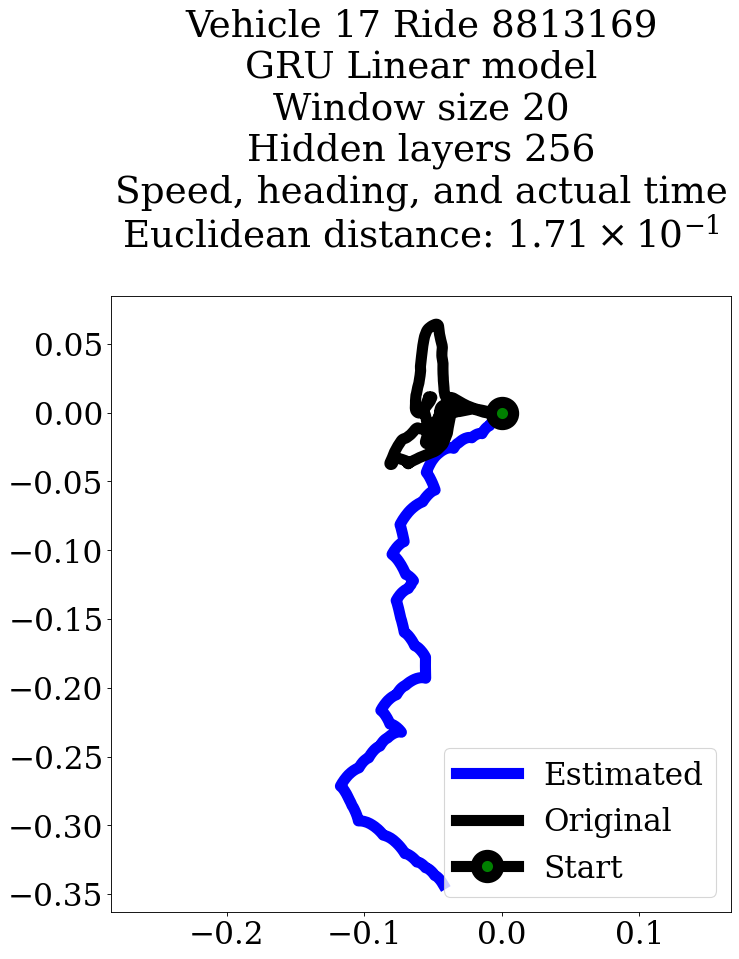 Vehicle 17 Ride 8813169
GRU Linear model
Window size 20
Hidden layers 256
Speed, heading, and actual time
Euclidean distance: 1.71 × 10⁻¹
0.05
0.00
−0.05
−0.10
−0.15
−0.20
−0.25
−0.30
−0.35
Estimated
Original
Start
−0.2 −0.1 0.0 0.1